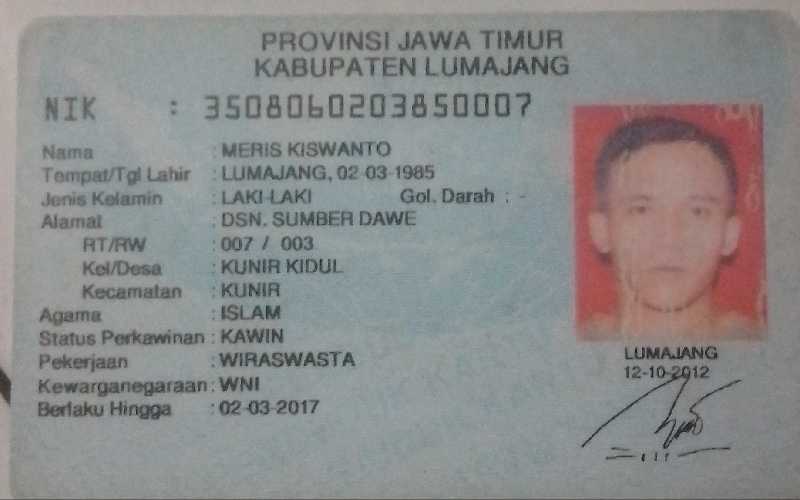 PROVINSI JAWA TIMUR
KABUPATEN LUMAJANG
NIK : 3508060203850007
Nama : MERIS KISWANTO
Tempat/Tgl Lahir : LUMAJANG, 02-03-1985
Jenis Kelamin : LAKI-LAKI Gol. Darah : -
Alamat : DSN. SUMBER DAWE
RT/RW : 007 / 003
Kel/Desa : KUNIR KIDUL
Kecamatan : KUNIR
Agama : ISLAM
Status Perkawinan : KAWIN
Pekerjaan : WIRASWASTA
Kewarganegaraan : WNI
Berlaku Hingga : 02-03-2017
LUMAJANG
12-10-2012